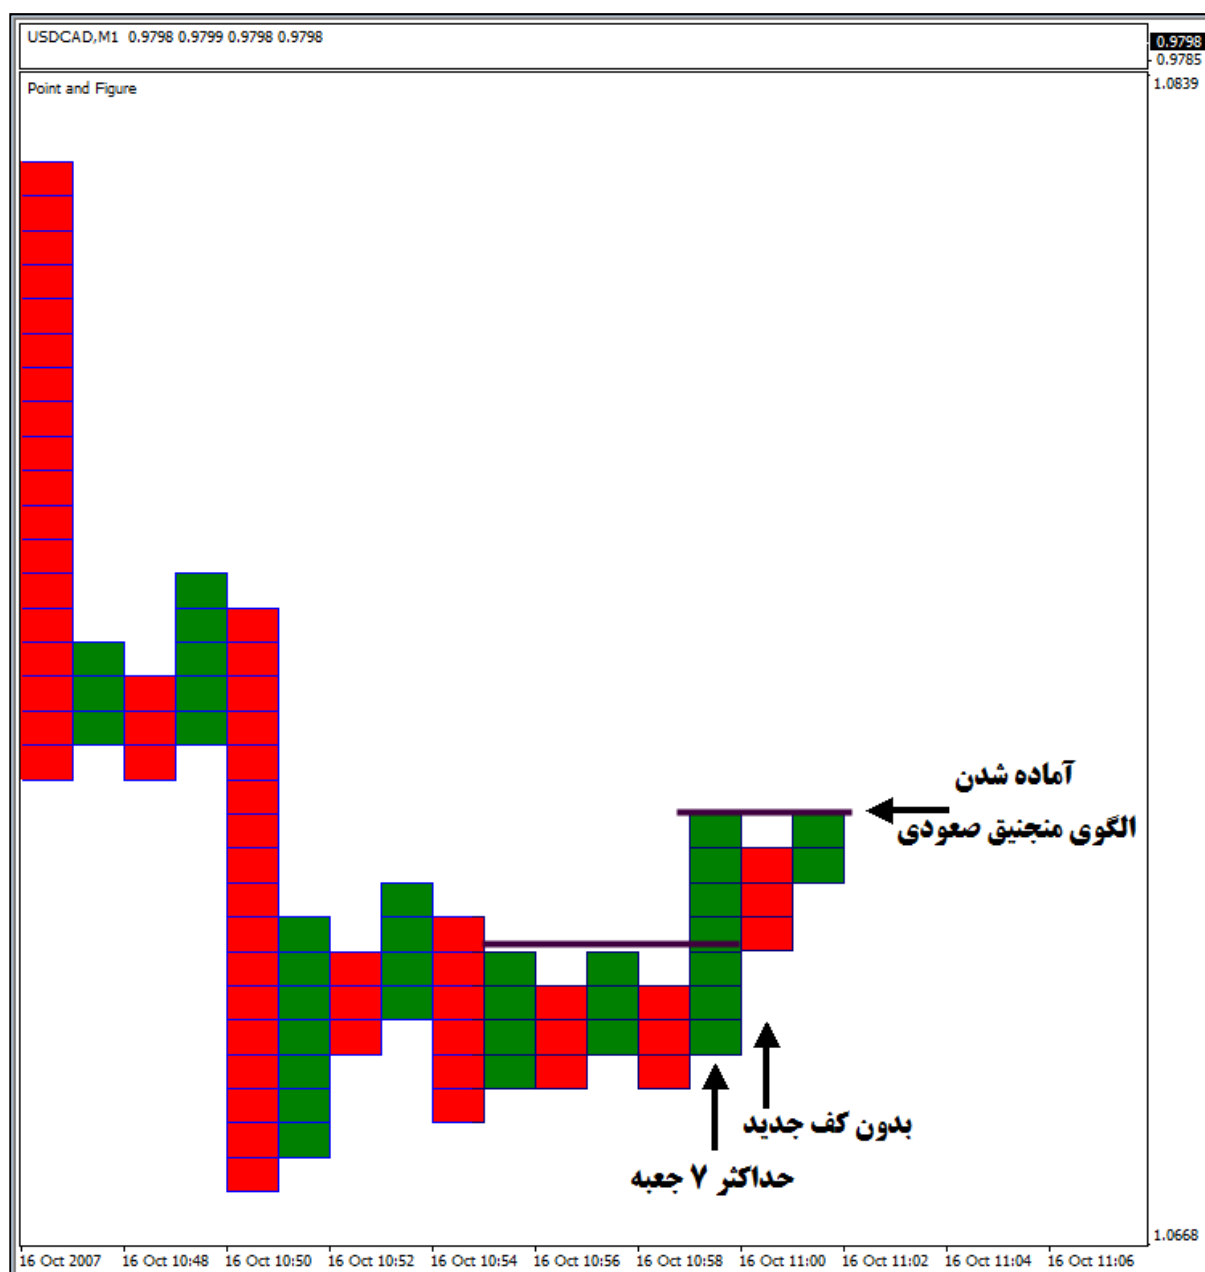 USDCAD,M1 0.9798 0.9799 0.9798 0.9798
0.9798
0.9785
Point and Figure
1.0839
آماده شدن
الگوی منجنیق صعودی
بدون کف جدید
حداکثر ۷ جعبه
1.0668
16 Oct 2007 16 Oct 10:48 16 Oct 10:50 16 Oct 10:52 16 Oct 10:54 16 Oct 10:56 16 Oct 10:58 16 Oct 11:00 16 Oct 11:02 16 Oct 11:04 16 Oct 11:06